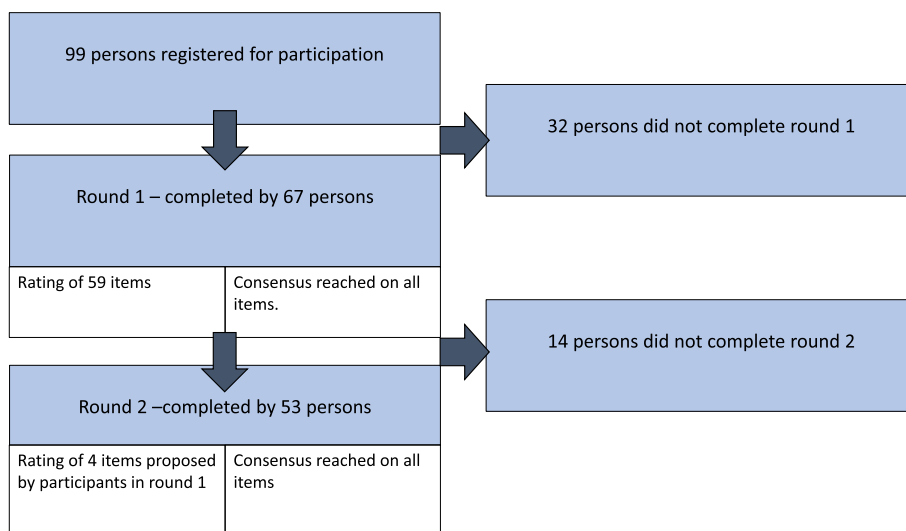 99 persons registered for participation
32 persons did not complete round 1
Round 1 – completed by 67 persons
Rating of 59 items
Consensus reached on all
items.
14 persons did not complete round 2
Round 2 –completed by 53 persons
Rating of 4 items proposed
by participants in round 1
Consensus reached on all
items